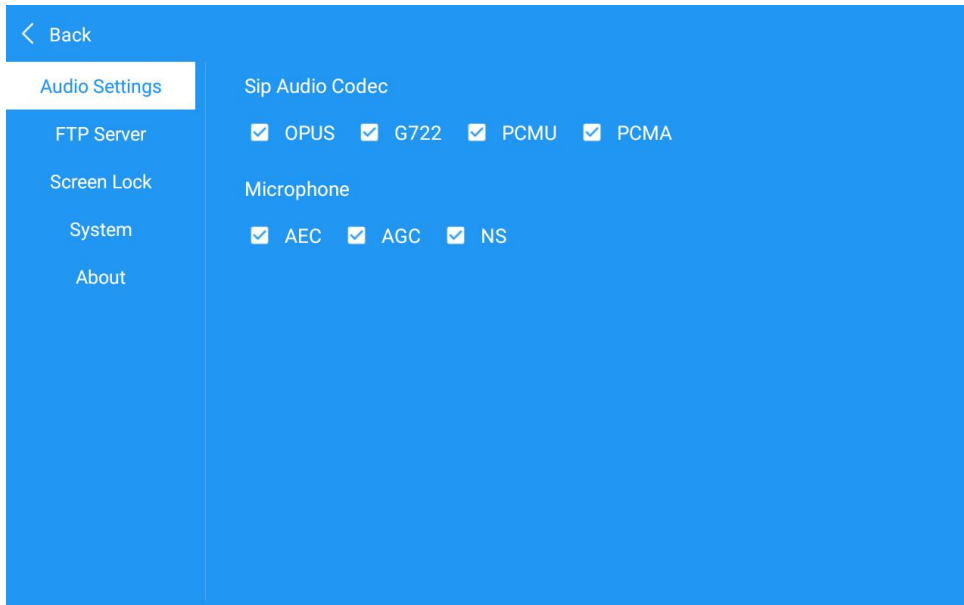 Back
Audio Settings
FTP Server
Screen Lock
System
About
Sip Audio Codec
OPUS G722 PCMU PCMA
Microphone
AEC AGC NS